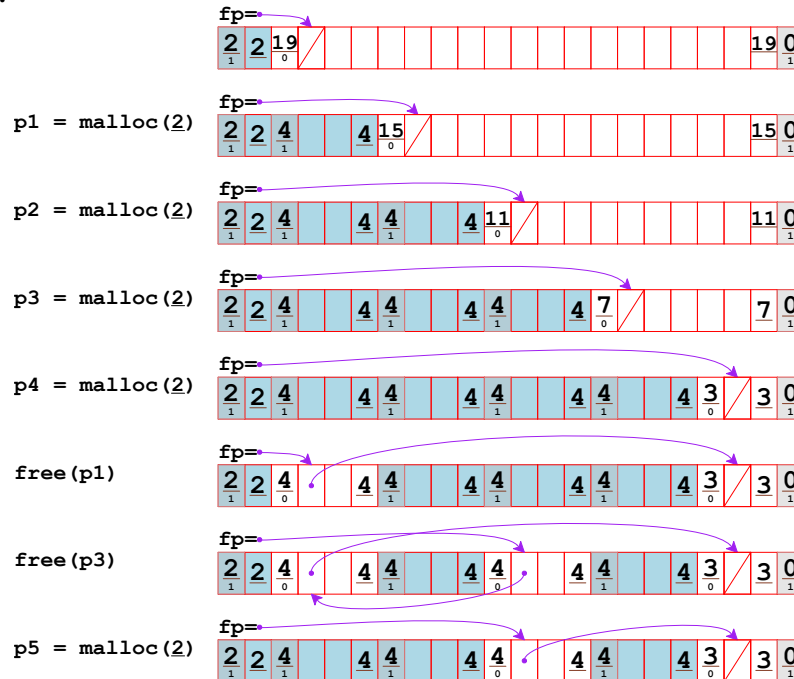 fp=
2 1 2 19 0 19 0 1
fp=
p1 = malloc(2) 2 1 2 4 1 4 15 0 15 0 1
fp=
p2 = malloc(2) 2 1 2 4 1 4 4 1 4 11 0 11 0 1
fp=
p3 = malloc(2) 2 1 2 4 1 4 4 1 4 4 1 4 7 0 7 0 1
fp=
p4 = malloc(2) 2 1 2 4 1 4 4 1 4 4 1 4 4 1 4 3 0 3 0 1
fp=
free(p1) 2 1 2 4 0 4 4 1 4 4 1 4 4 1 4 3 0 3 0 1
fp=
free(p3) 2 1 2 4 0 4 4 1 4 4 0 4 4 1 4 3 0 3 0 1
fp=
p5 = malloc(2) 2 1 2 4 1 4 4 1 4 4 0 4 4 1 4 3 0 3 0 1